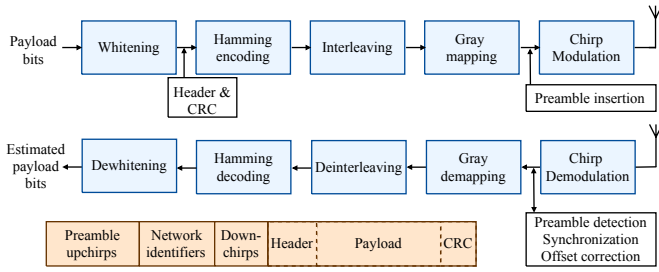 Payload
bits
Whitening
Hamming
encoding
Interleaving
Gray
mapping
Chirp
Modulation
Header &
CRC
Preamble insertion
Estimated
payload
bits
Dewhitening
Hamming
decoding
Deinterleaving
Gray
demapping
Chirp
Demodulation
Preamble detection
Synchronization
Offset correction
Preamble
upchirps
Network
identifiers
Down-
chirps
Header
Payload
CRC